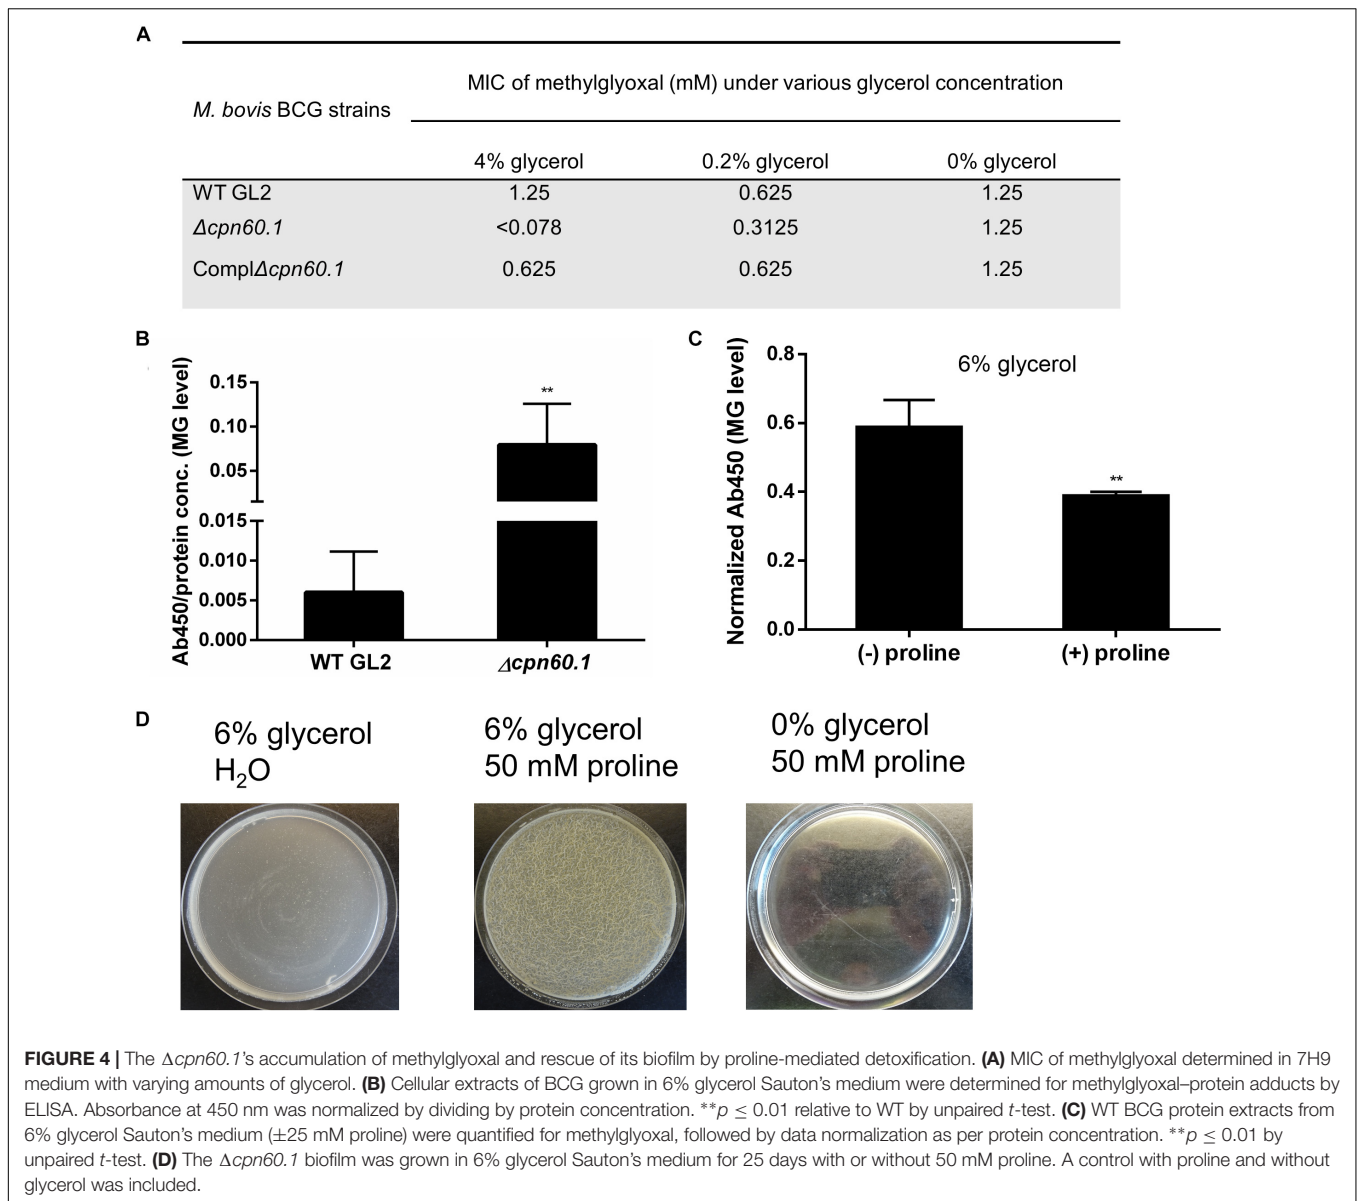 A
MIC of methylglyoxal (mM) under various glycerol concentration
M. bovis BCG strains
4% glycerol 0.2% glycerol 0% glycerol
WT GL2 1.25 0.625 1.25
Δcpn60.1 <0.078 0.3125 1.25
ComplΔcpn60.1 0.625 0.625 1.25
B
Ab450/protein conc. (MG level)
0.15
0.10
0.05
0.015
0.010
0.005
0.000
**
WT GL2 Δcpn60.1
C
Normalized Ab450 (MG level)
0.8
0.6
0.4
0.2
0.0
6% glycerol
**
(-) proline (+) proline
D
6% glycerol
H₂O
6% glycerol
50 mM proline
0% glycerol
50 mM proline
FIGURE 4 | The Δcpn60.1's accumulation of methylglyoxal and rescue of its biofilm by proline-mediated detoxification. (A) MIC of methylglyoxal determined in 7H9
medium with varying amounts of glycerol. (B) Cellular extracts of BCG grown in 6% glycerol Sauton's medium were determined for methylglyoxal–protein adducts by
ELISA. Absorbance at 450 nm was normalized by dividing by protein concentration. **p ≤ 0.01 relative to WT by unpaired t-test. (C) WT BCG protein extracts from
6% glycerol Sauton's medium (±25 mM proline) were quantified for methylglyoxal, followed by data normalization as per protein concentration. **p ≤ 0.01 by
unpaired t-test. (D) The Δcpn60.1 biofilm was grown in 6% glycerol Sauton's medium for 25 days with or without 50 mM proline. A control with proline and without
glycerol was included.